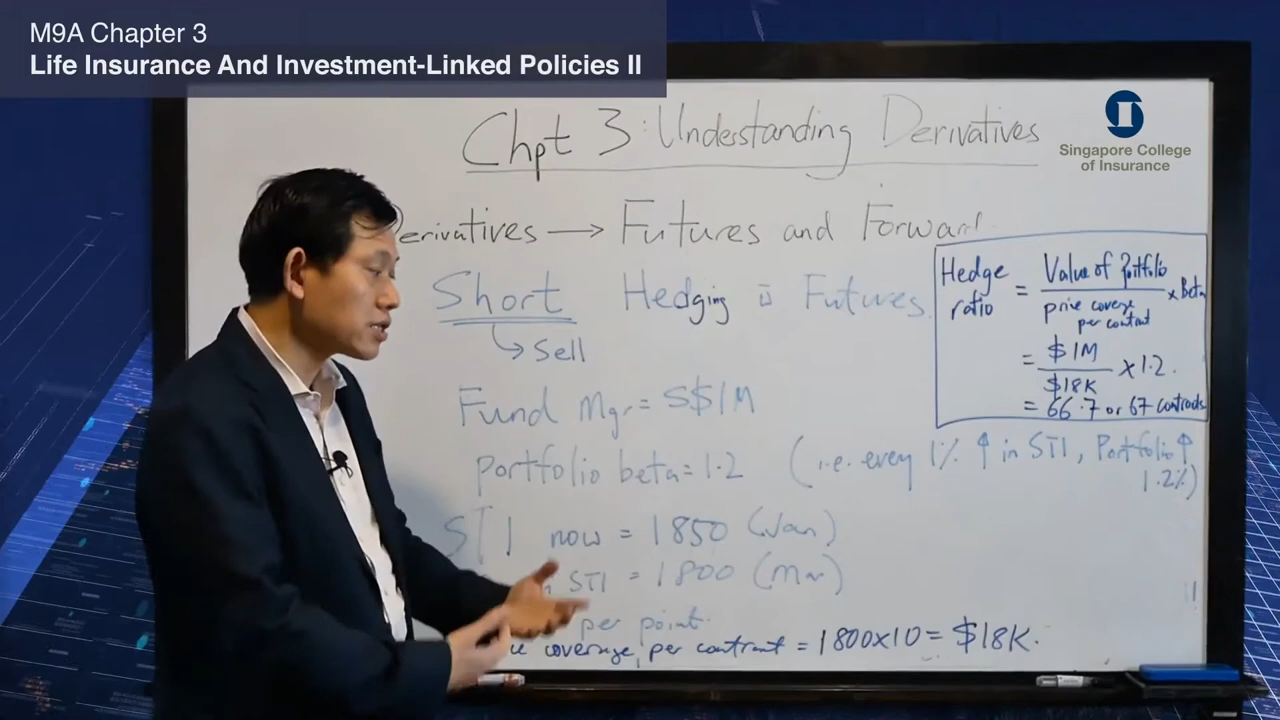 M9A Chapter 3
Life Insurance And Investment-Linked Policies II
Singapore College
of Insurance
Chpt 3: Understanding Derivatives
erivatives → Futures and Forward
Short Hedging in Futures
↳ Sell
Fund Mgr = S$1M
portfolio beta = 1.2 (i.e. every 1% ↑ in STI, Portfolio ↑
1.2%)
STI now = 1850 (Jan)
STI = 1800 (Mar)
per point.
coverage per contract = 1800x10 = $18K.
Hedge ratio = Value of Portfolio / price coverage per contract x Beta
= $1M / $18K x 1.2.
= 66.7 or 67 contracts